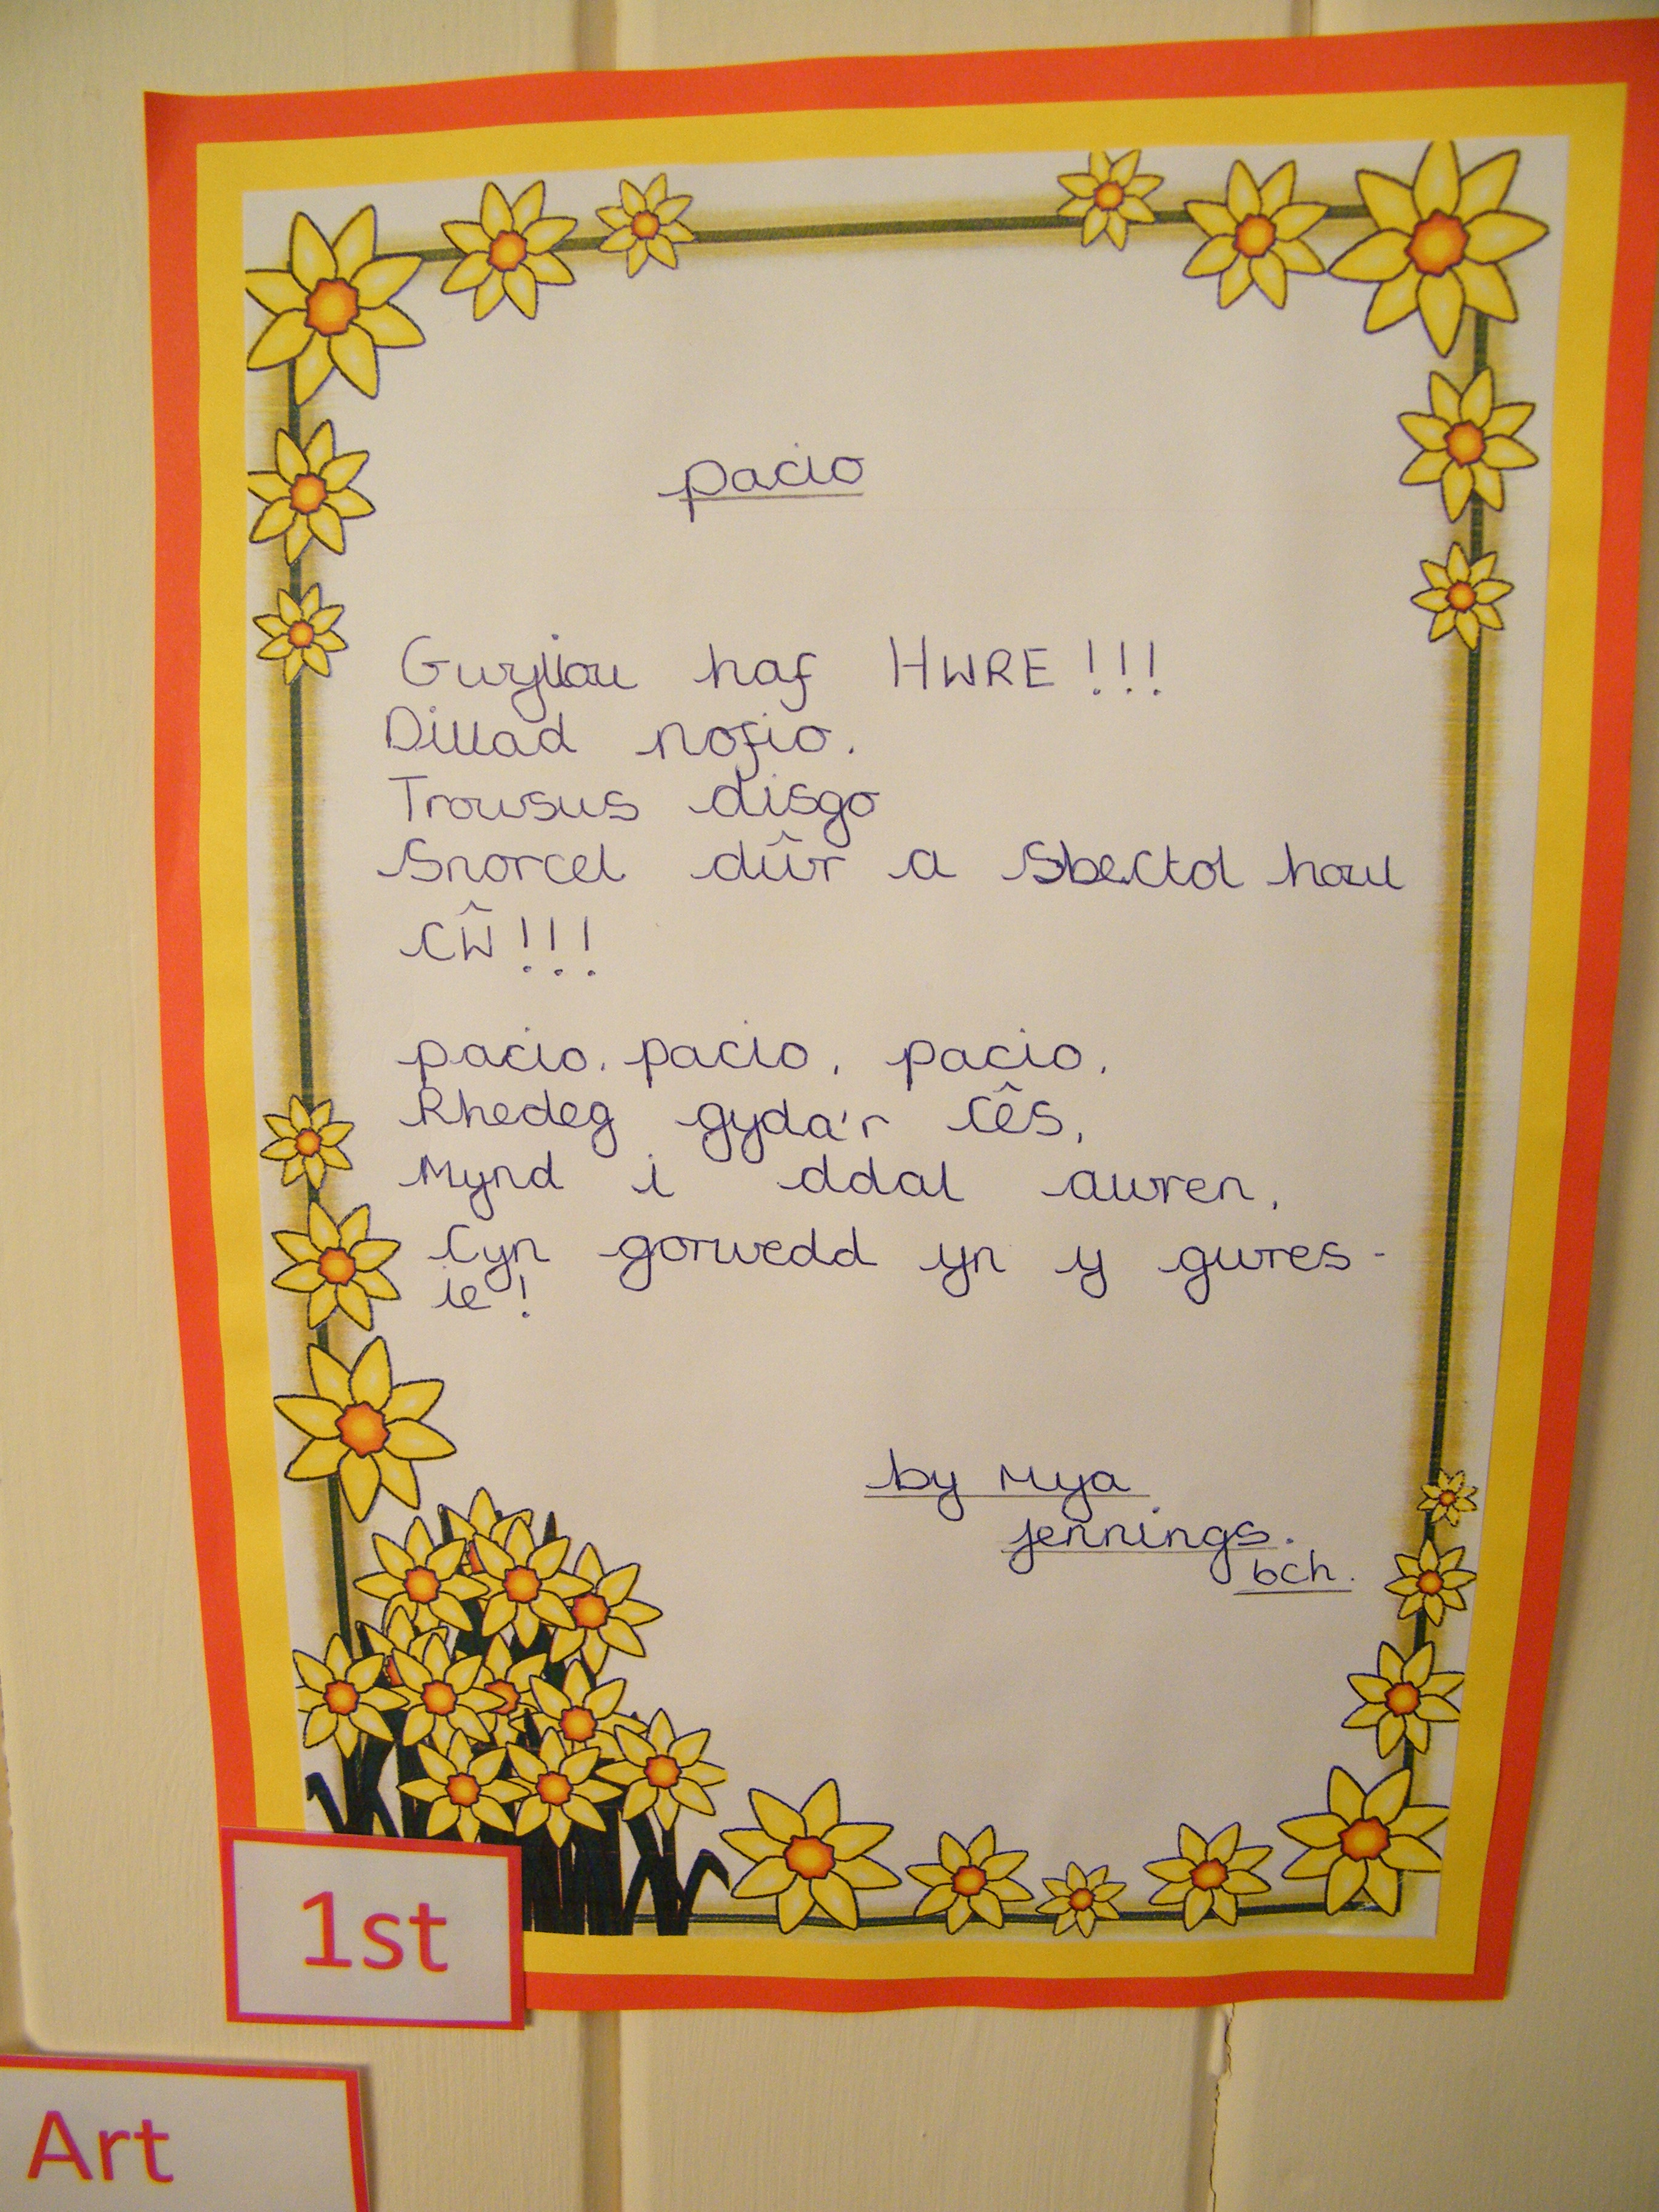 pacio
Gwyliau haf HWRE!!!
Dillad nofio.
Trowsus disgo
Snorcel dŵr a sbectol haul
CŴ!!!
pacio. pacio, pacio,
Rhedeg gyda'r cês,
Mynd i ddal awren,
Cyn gorwedd yn y gwres -
ie!
by Mya
jennings.
6ch.
1st
Art